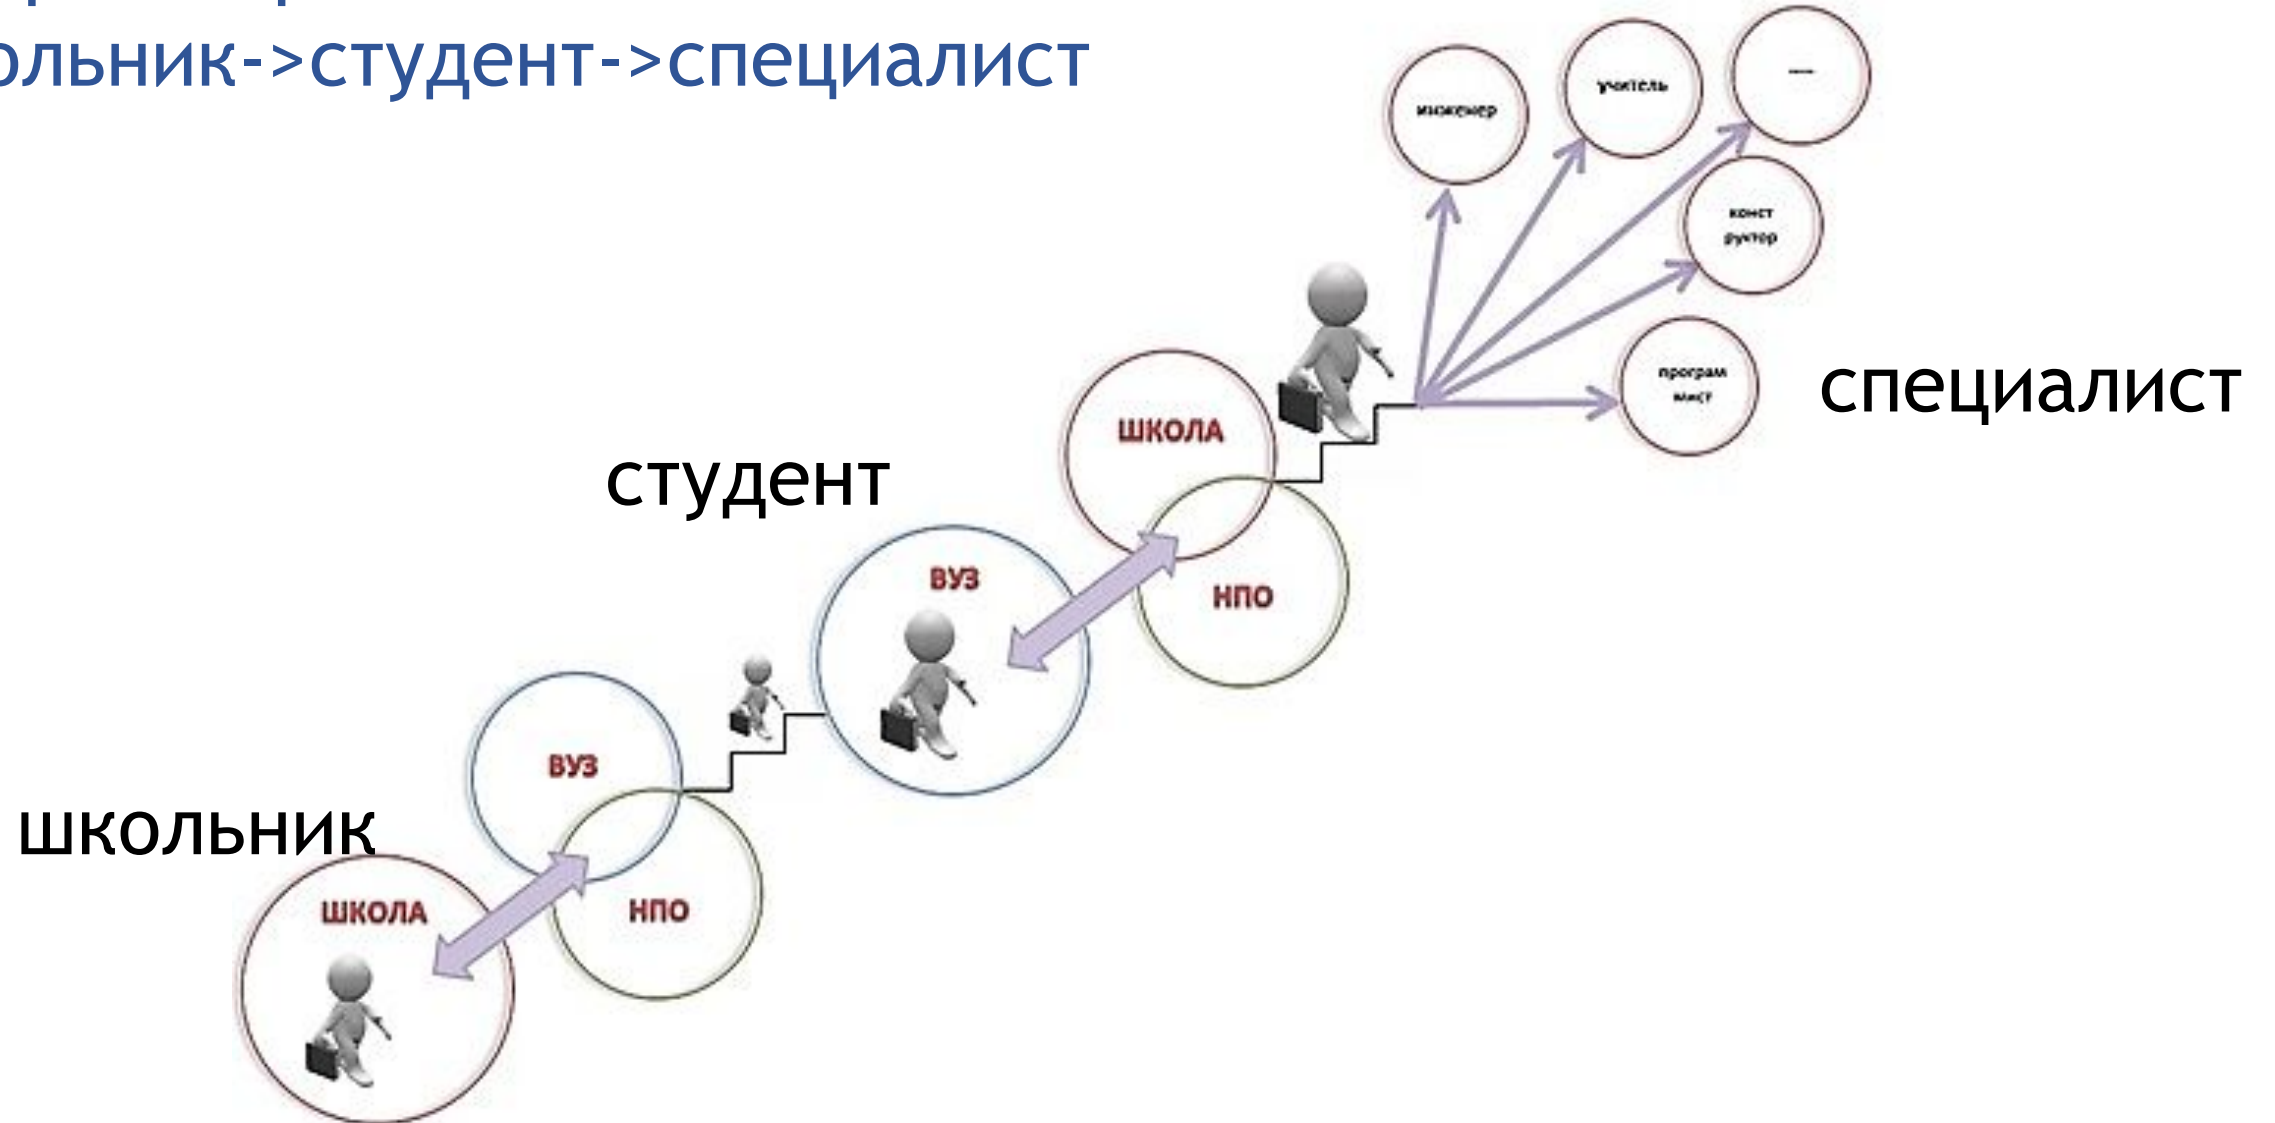 ольник->студент->специалист
инженер
учитель
----
конст
руктор
програм
мист
специалист
ШКОЛА
НПО
студент
ВУЗ
ВУЗ
НПО
школьник
ШКОЛА